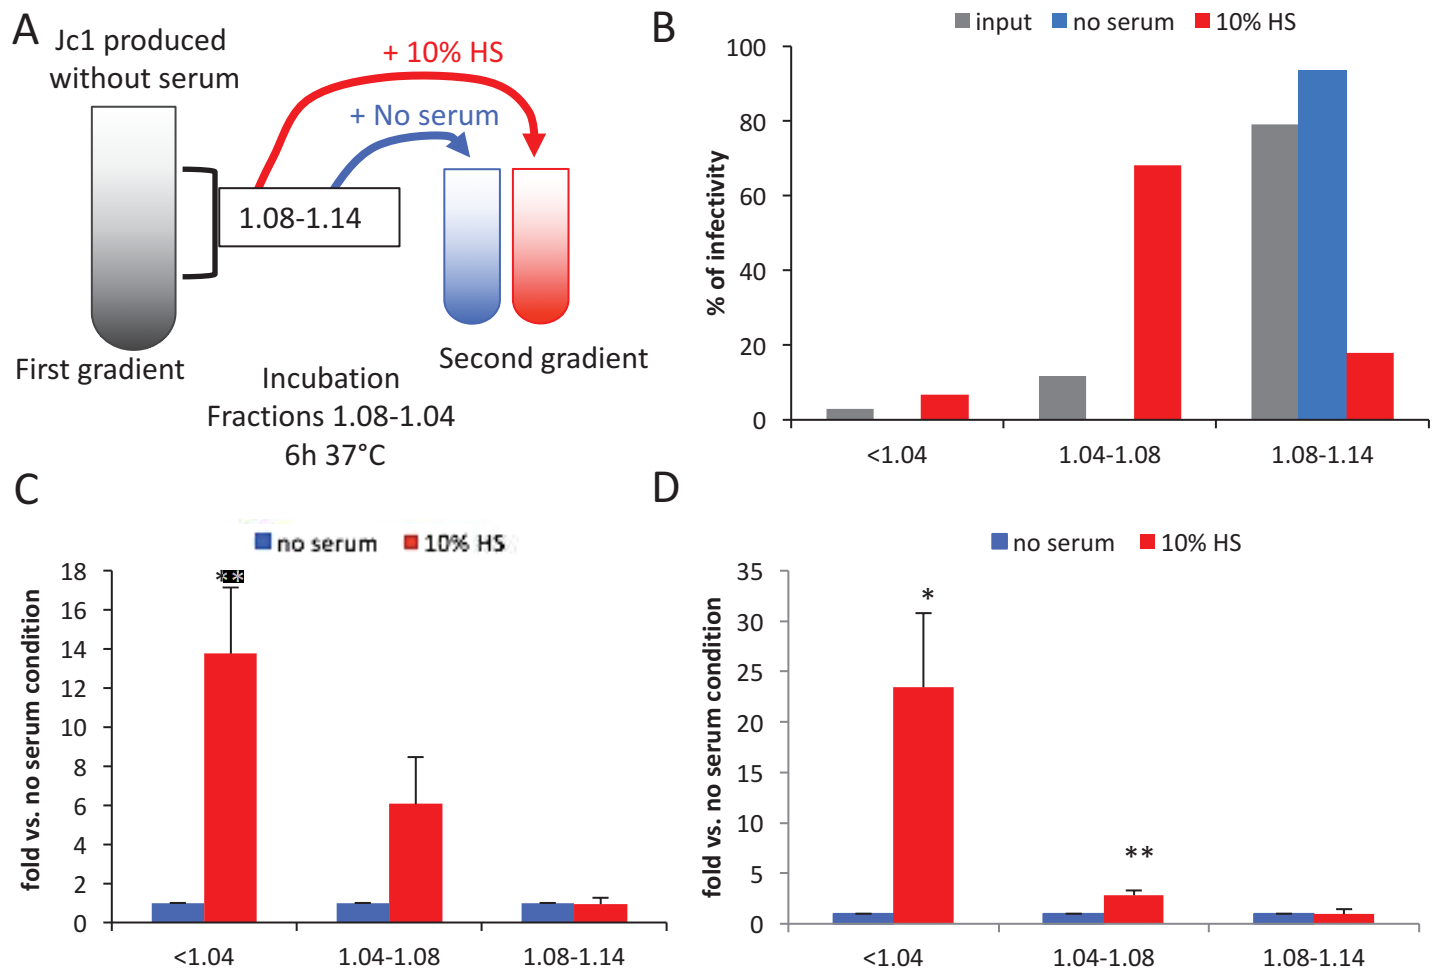 A
Jc1 produced
without serum
+ 10% HS
+ No serum
1.08-1.14
First gradient
Second gradient
Incubation
Fractions 1.08-1.04
6h 37°C
B
input no serum 10% HS
% of infectivity
100
80
60
40
20
0
<1.04 1.04-1.08 1.08-1.14
C
no serum 10% HS
fold vs. no serum condition
18
16
14
12
10
8
6
4
2
0
**
<1.04 1.04-1.08 1.08-1.14
D
no serum 10% HS
fold vs. no serum condition
35
30
25
20
15
10
5
0
*
**
<1.04 1.04-1.08 1.08-1.14